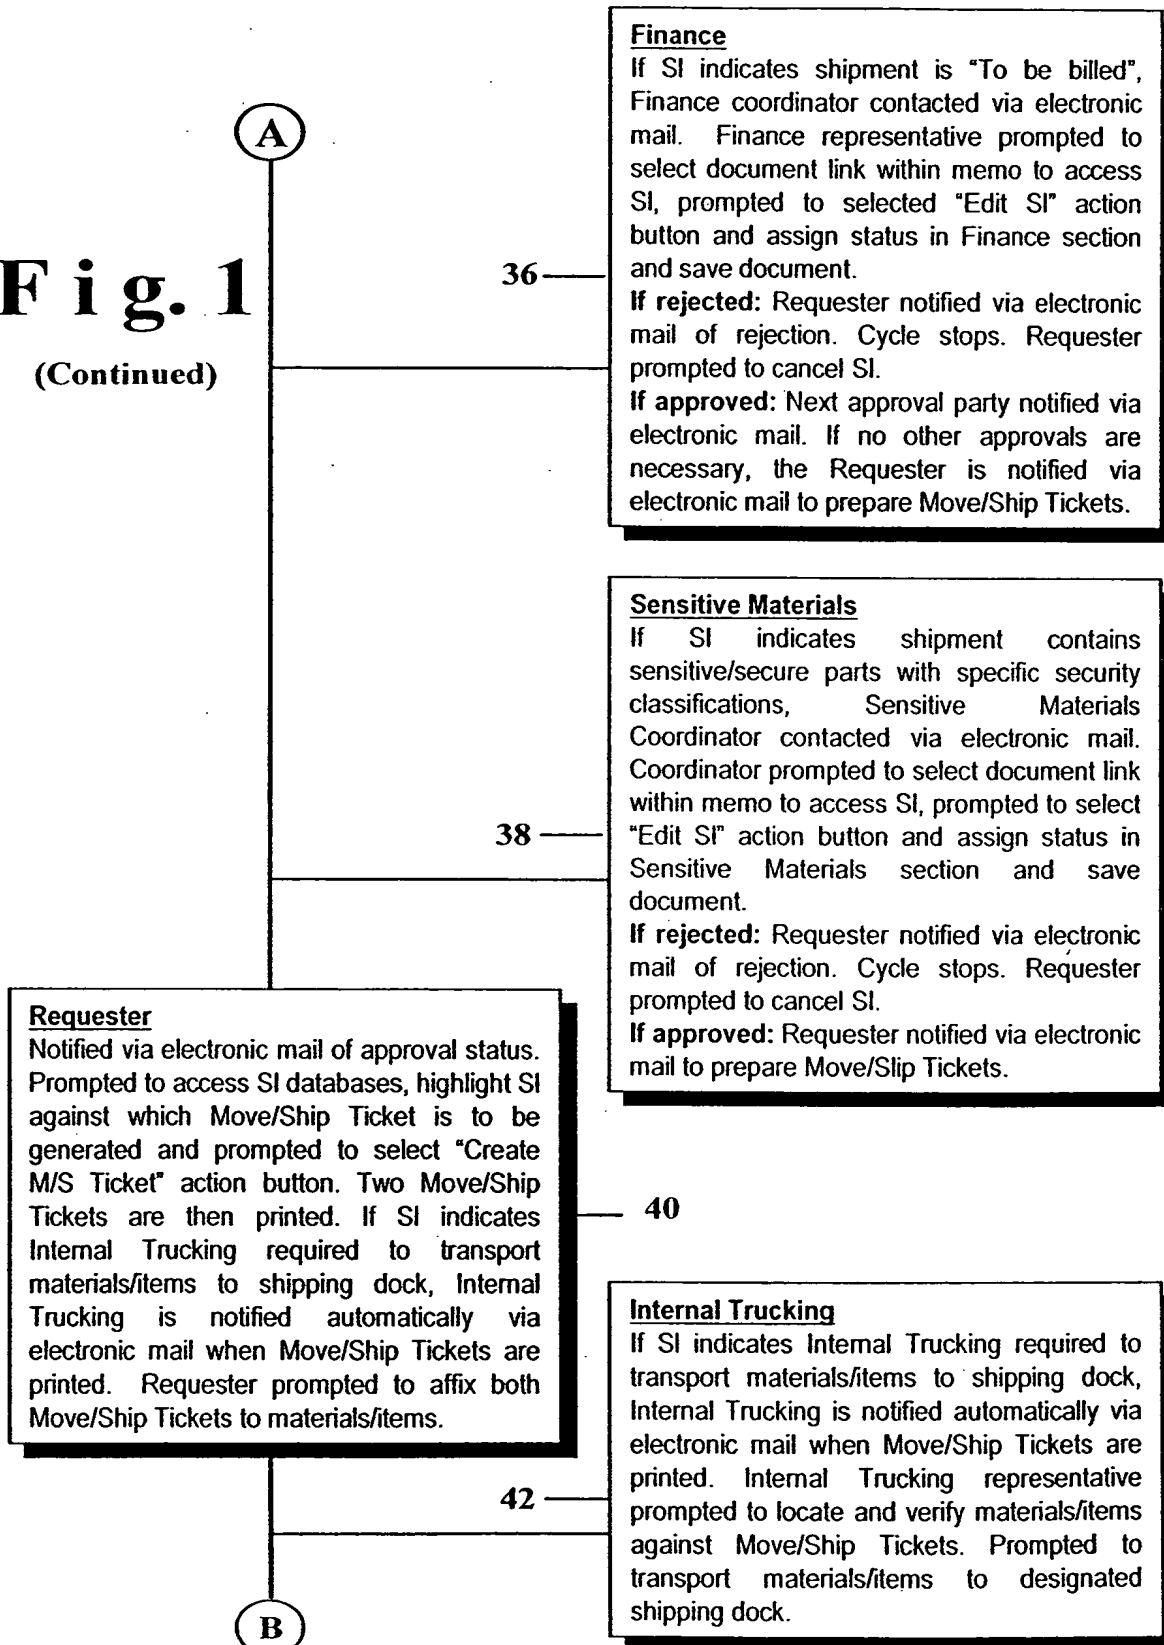 Finance
If SI indicates shipment is "To be billed",
Finance coordinator contacted via electronic
mail. Finance representative prompted to
select document link within memo to access
SI, prompted to selected "Edit SI" action
button and assign status in Finance section
and save document.
If rejected: Requester notified via electronic
mail of rejection. Cycle stops. Requester
prompted to cancel SI.
If approved: Next approval party notified via
electronic mail. If no other approvals are
necessary, the Requester is notified via
electronic mail to prepare Move/Ship Tickets.
A
Fig. 1
(Continued)
36
Sensitive Materials
If SI indicates shipment contains
sensitive/secure parts with specific security
classifications, Sensitive Materials
Coordinator contacted via electronic mail.
Coordinator prompted to select document link
within memo to access SI, prompted to select
"Edit SI" action button and assign status in
Sensitive Materials section and save
document.
If rejected: Requester notified via electronic
mail of rejection. Cycle stops. Requester
prompted to cancel SI.
If approved: Requester notified via electronic
mail to prepare Move/Slip Tickets.
38
Requester
Notified via electronic mail of approval status.
Prompted to access SI databases, highlight SI
against which Move/Ship Ticket is to be
generated and prompted to select "Create
M/S Ticket" action button. Two Move/Ship
Tickets are then printed. If SI indicates
Internal Trucking required to transport
materials/items to shipping dock, Internal
Trucking is notified automatically via
electronic mail when Move/Ship Tickets are
printed. Requester prompted to affix both
Move/Ship Tickets to materials/items.
40
Internal Trucking
If SI indicates Internal Trucking required to
transport materials/items to shipping dock,
Internal Trucking is notified automatically via
electronic mail when Move/Ship Tickets are
printed. Internal Trucking representative
prompted to locate and verify materials/items
against Move/Ship Tickets. Prompted to
transport materials/items to designated
shipping dock.
42
B